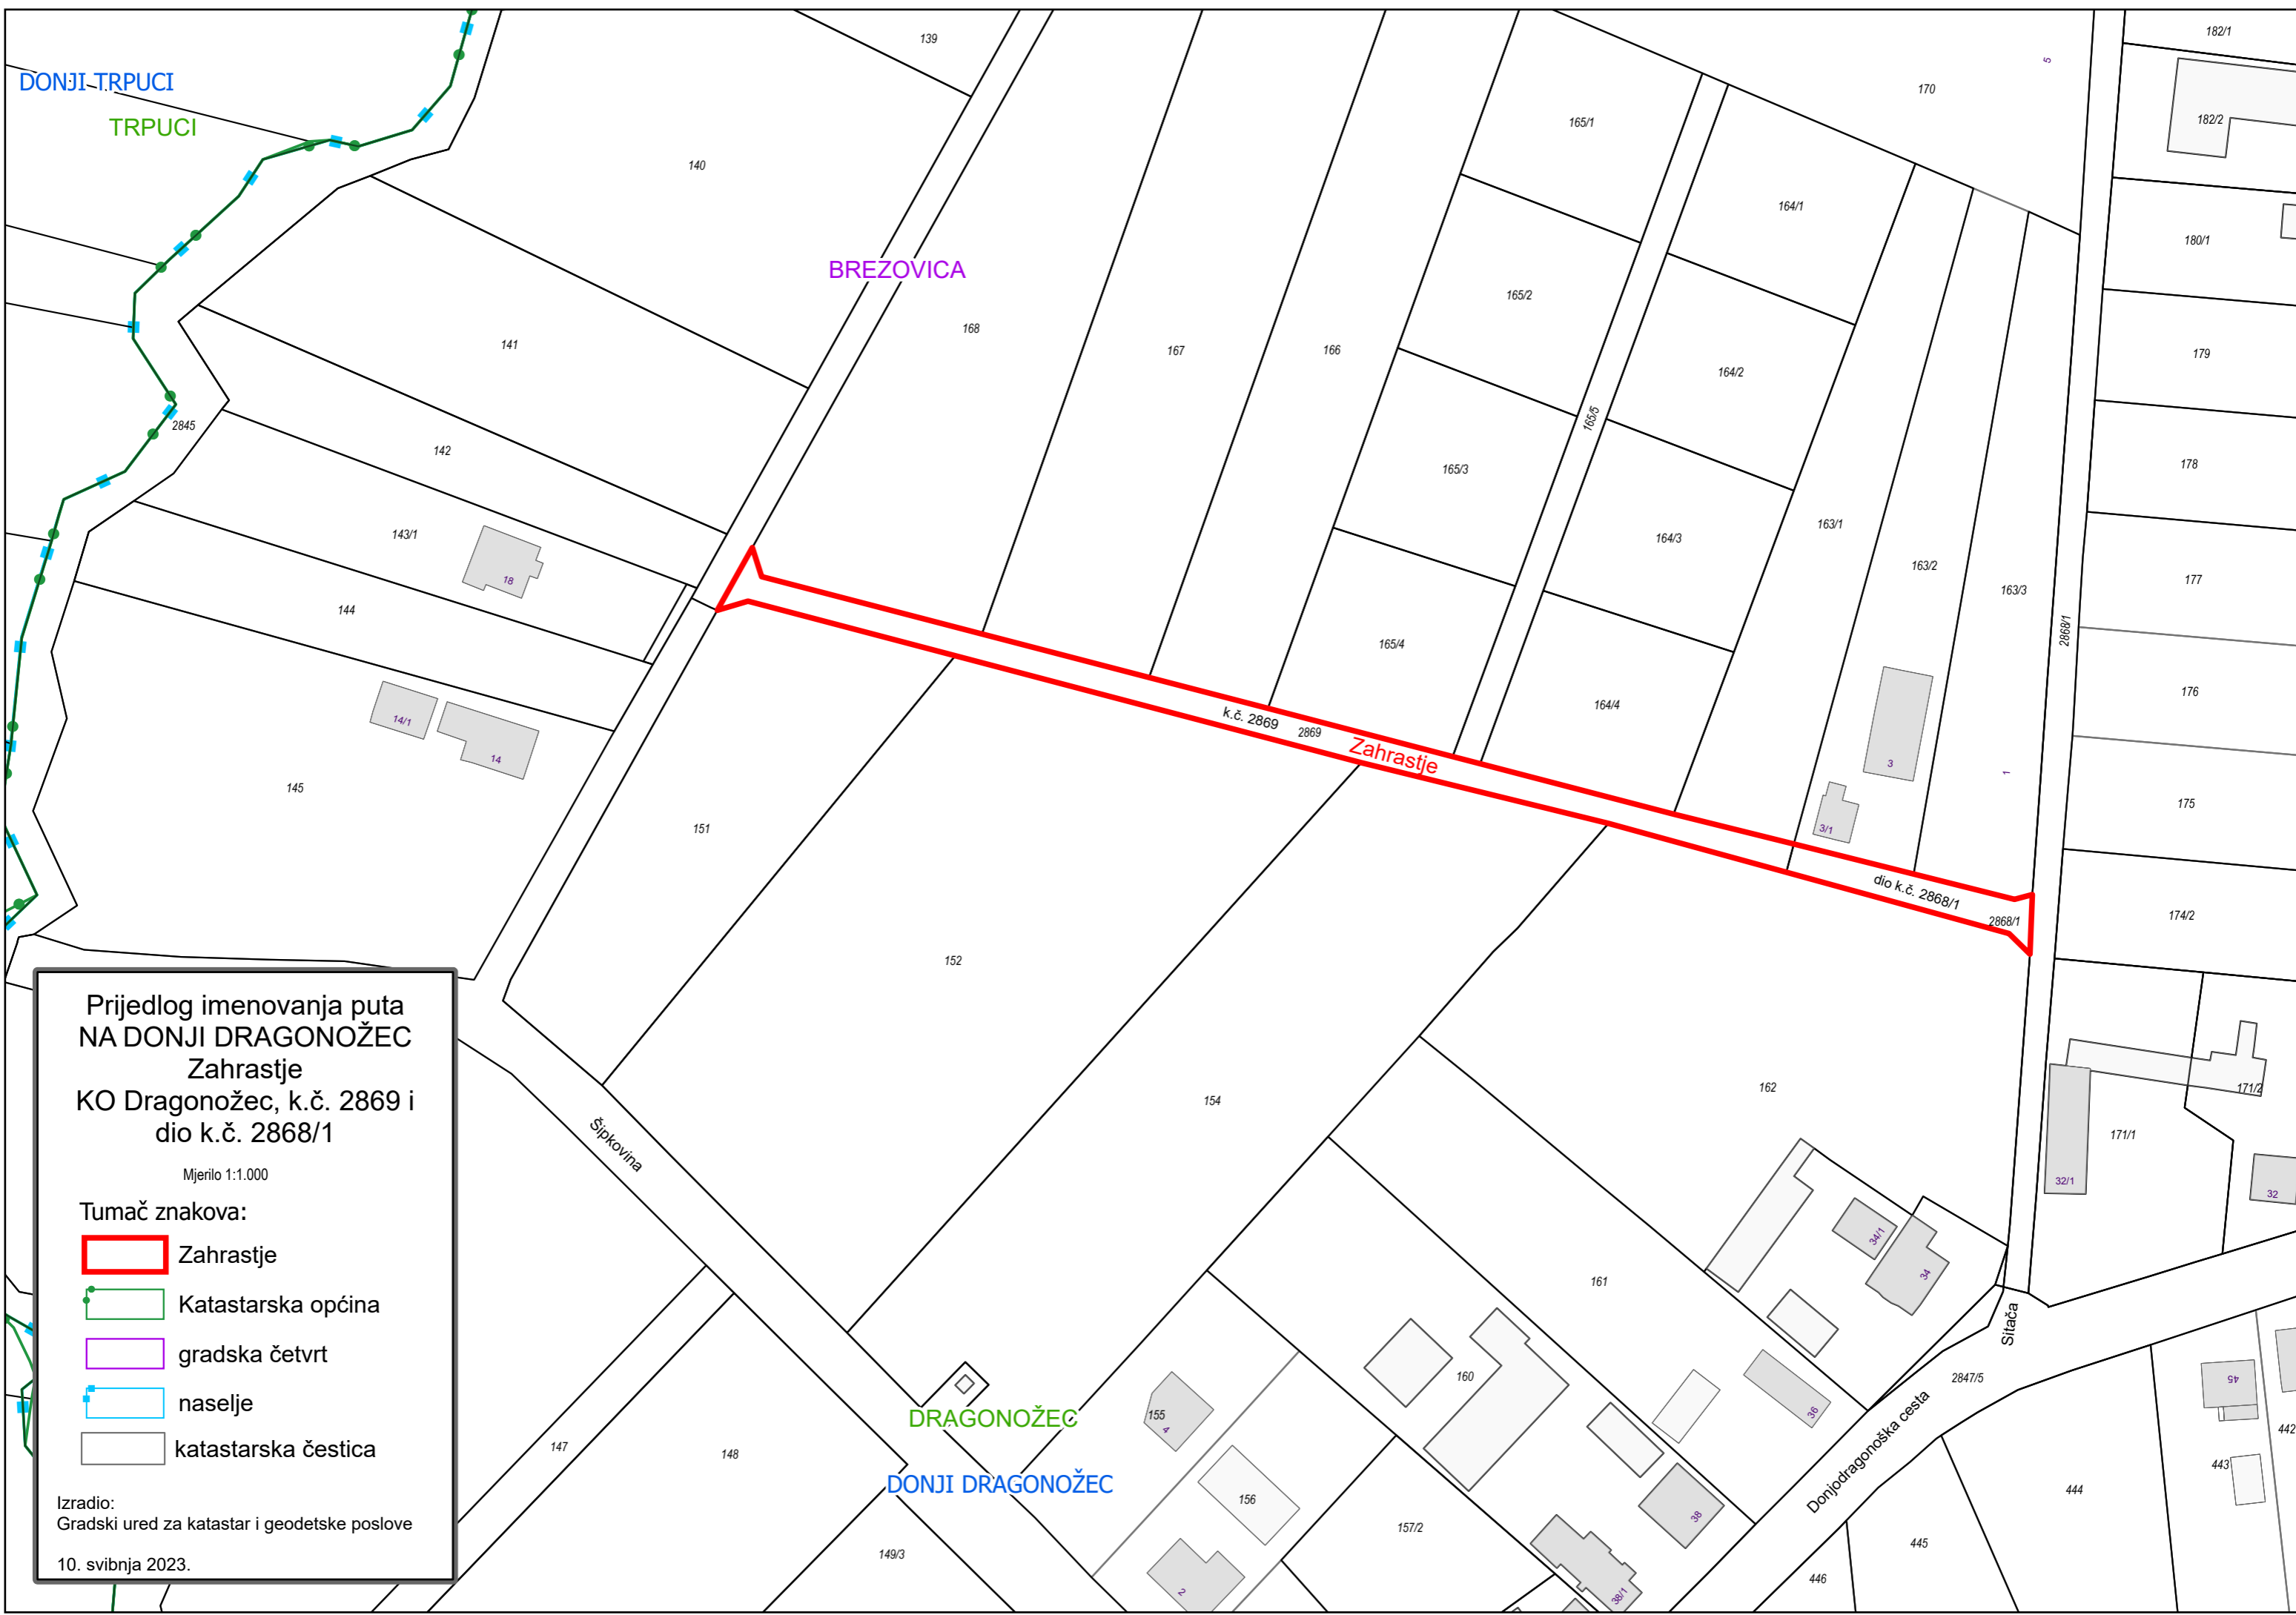 139
182/1
5
DONJI TRPUCI
170
TRPUCI
165/1
182/2
140
164/1
180/1
BREZOVICA
165/2
168
141
167
166
179
164/2
165/5
2845
142
178
165/3
143/1
163/1
164/3
18
163/2
177
163/3
144
2868/1
165/4
176
164/4
k.č. 2869
2869
Zahrastje
14/1
14
3
1
145
175
151
3/1
dio k.č. 2868/1
2868/1
174/2
152
Prijedlog imenovanja puta
NA DONJI DRAGONOŽEC
Zahrastje
KO Dragonožec, k.č. 2869 i
dio k.č. 2868/1
Mjerilo 1:1.000
Tumač znakova:
Zahrastje
Katastarska općina
gradska četvrt
naselje
katastarska čestica
Izradio:
Gradski ured za katastar i geodetske poslove
10. svibnja 2023.
162
171/2
154
171/1
Šipkovina
32/1
32
34/1
34
161
Sitača
160
2847/5
45
DRAGONOŽEC
155
4
36
442
Donjodragonoška cesta
147
148
443
DONJI DRAGONOŽEC
444
156
38
157/2
445
149/3
446
2
38/1